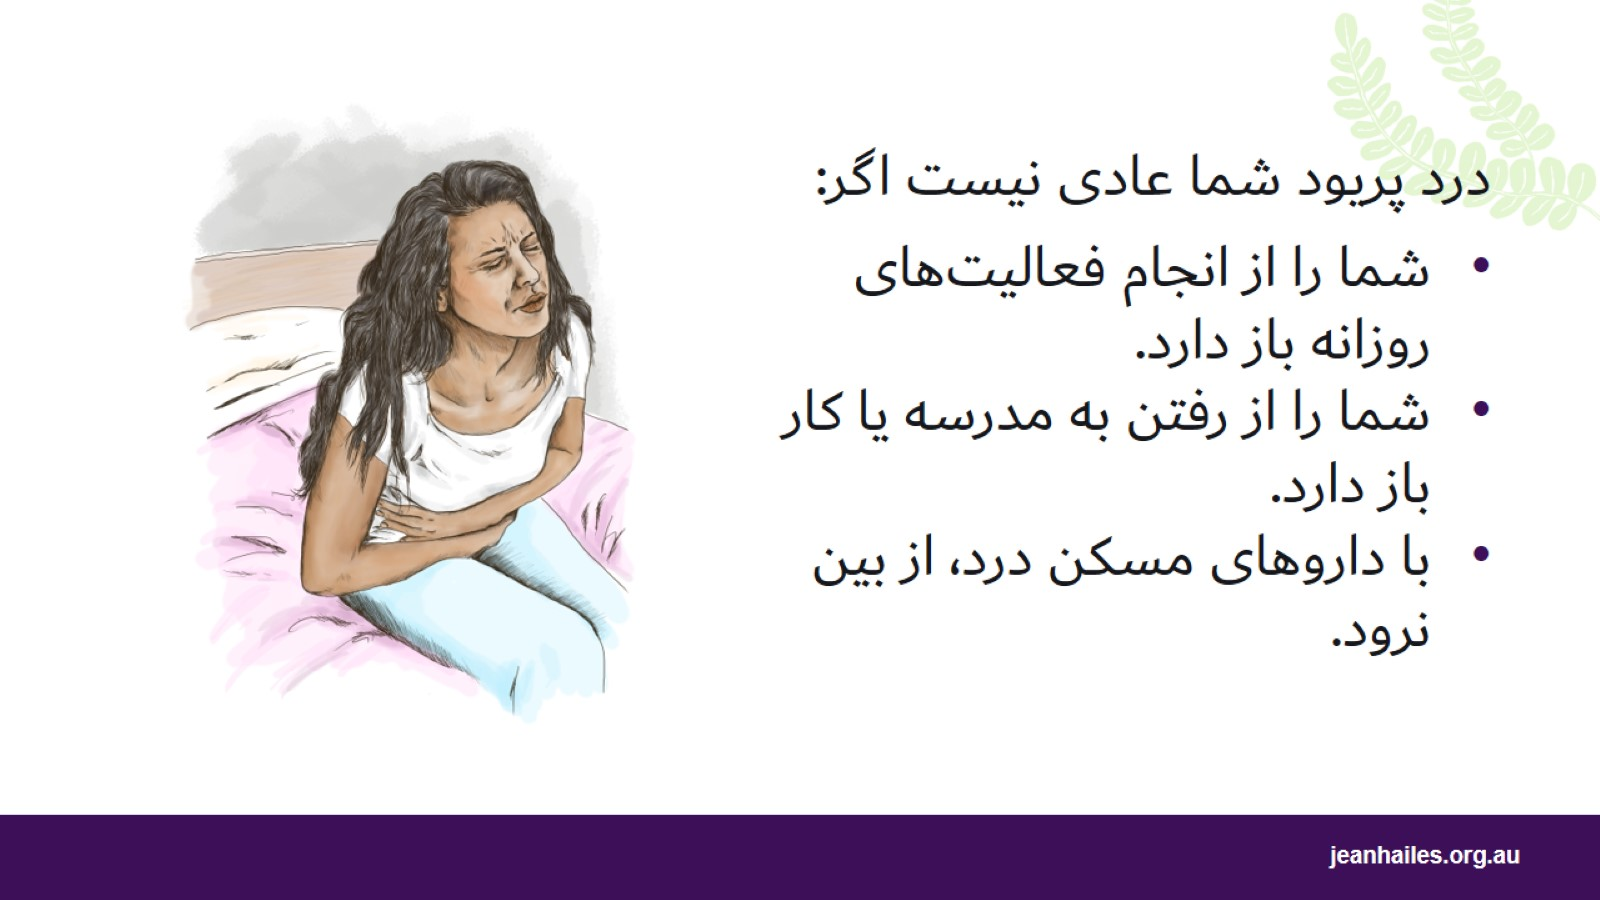 درد پریود شما عادی نیست اگر:
• شما را از انجام فعالیت‌های
روزانه باز دارد.
• شما را از رفتن به مدرسه یا کار
باز دارد.
• با داروهای مسکن درد، از بین
نرود.
jeanhailes.org.au